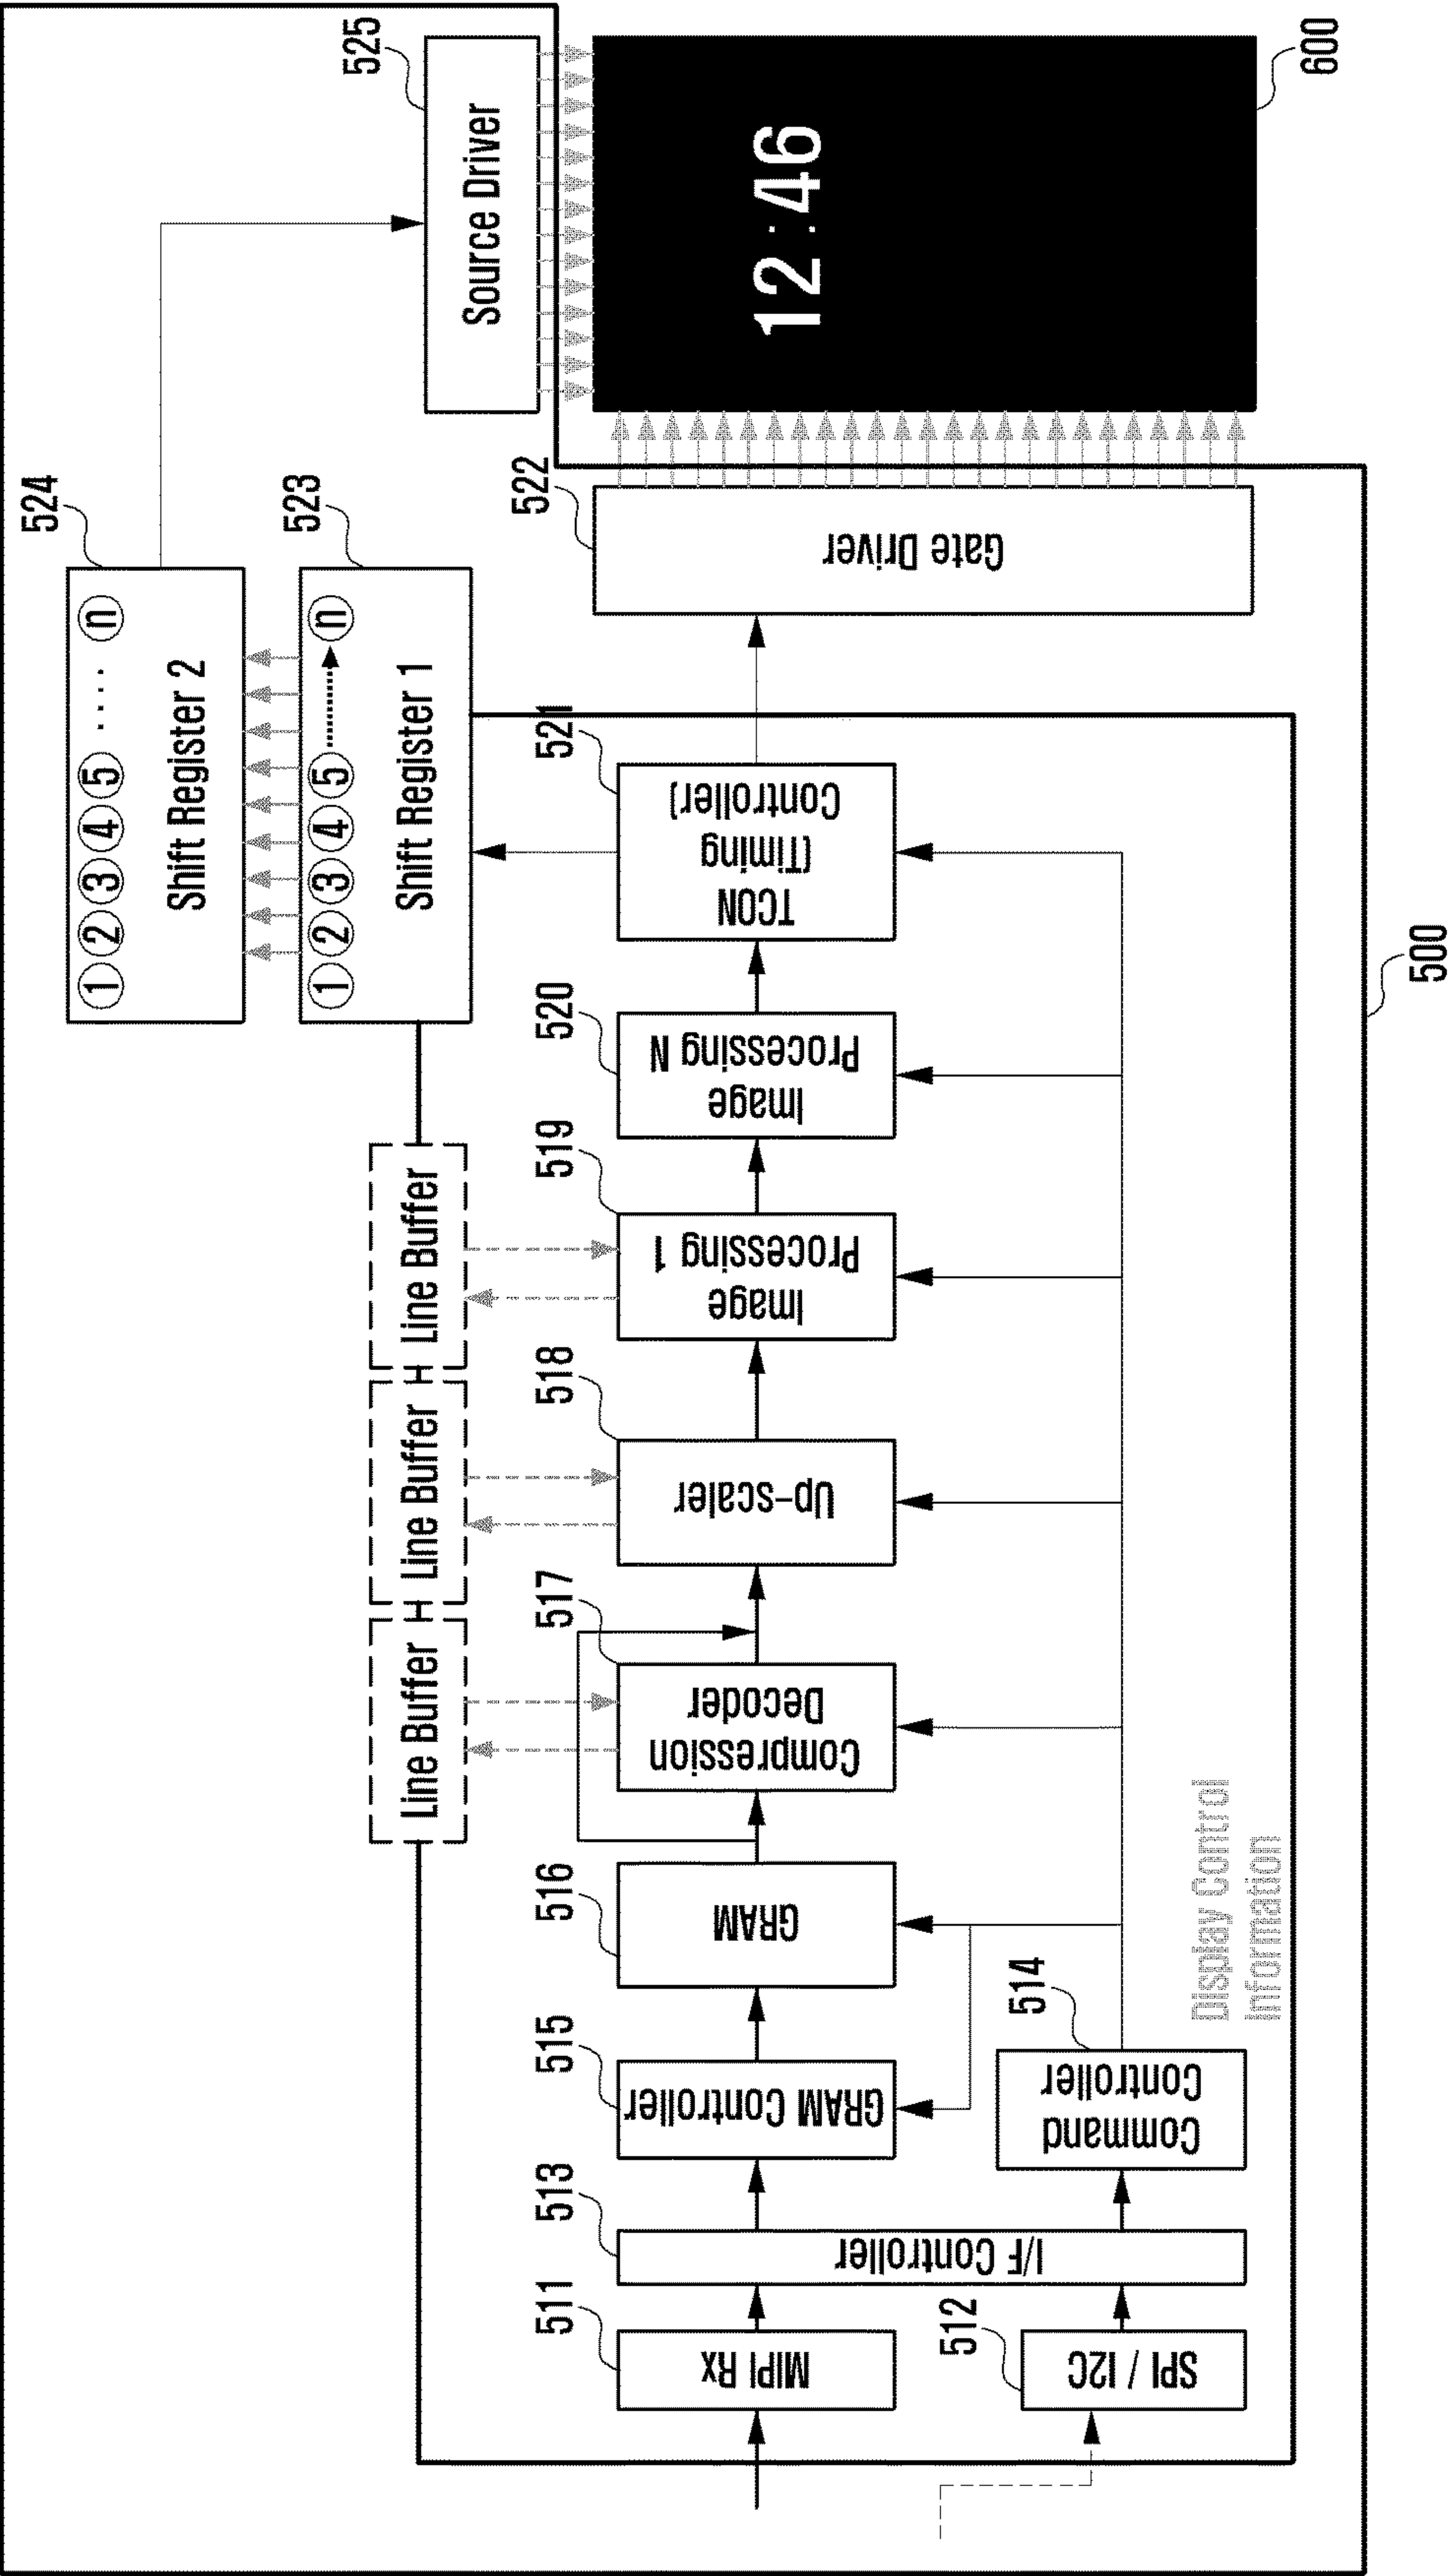 524
1 2 3 4 5 .... n
Shift Register 2
525
Source Driver
523
1 2 3 4 5 n
Shift Register 1
Line Buffer
Line Buffer
Line Buffer
12:46
600
511
MIPI Rx
513
I/F Controller
515
GRAM Controller
516
GRAM
517
Compression
Decoder
518
Up-scaler
519
Image
Processing 1
520
Image
Processing N
521
TCON
(Timing
Controller)
522
Gate Driver
512
SPI / I2C
514
Command
Controller
Display Control
Information
500